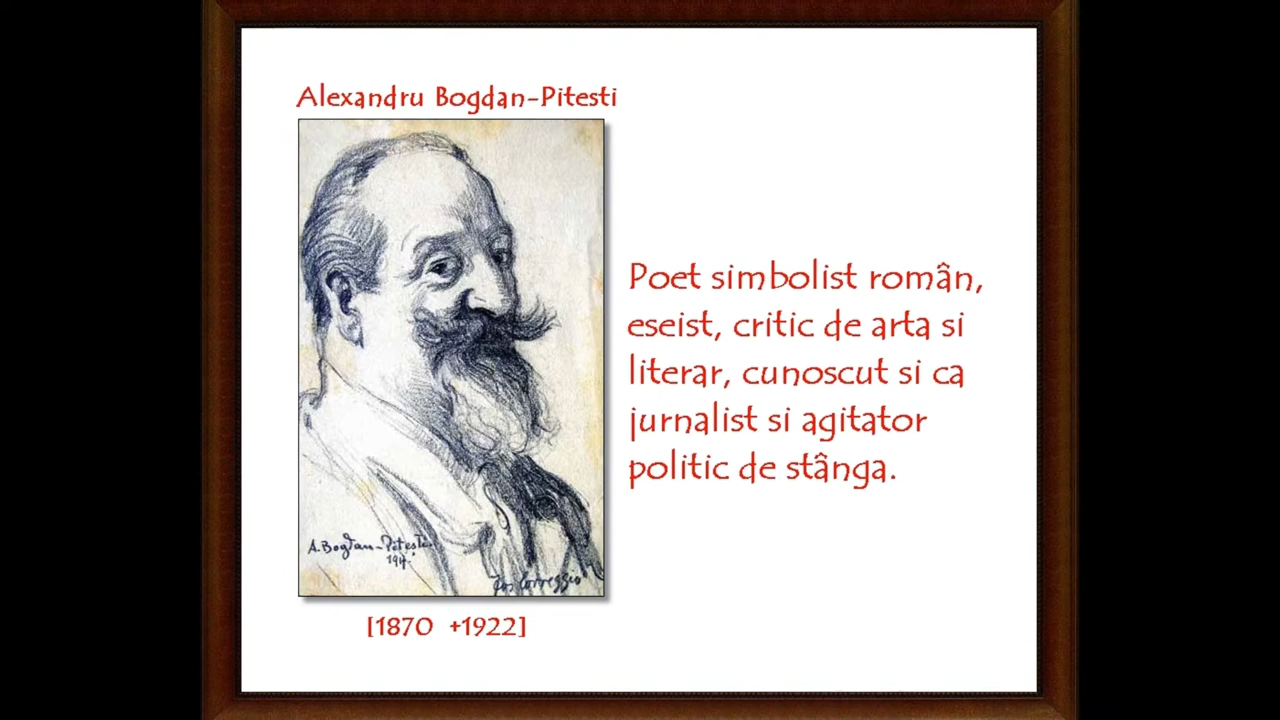 Alexandru Bogdan-Pitesti
Poet simbolist român,
eseist, critic de arta si
literar, cunoscut si ca
jurnalist si agitator
politic de stânga.
A. Bogdan-Pitesti
[1870 +1922]